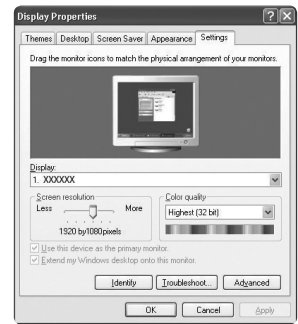 Display Properties
Themes Desktop Screen Saver Appearance Settings
Drag the monitor icons to match the physical arrangement of your monitors.
Display:
1. XXXXXX
Screen resolution
Less More
1920 by1080pixels
Color quality
Highest (32 bit)
Use this device as the primary monitor.
Extend my Windows desktop onto this monitor.
Identify Troubleshoot... Advanced
OK Cancel Apply